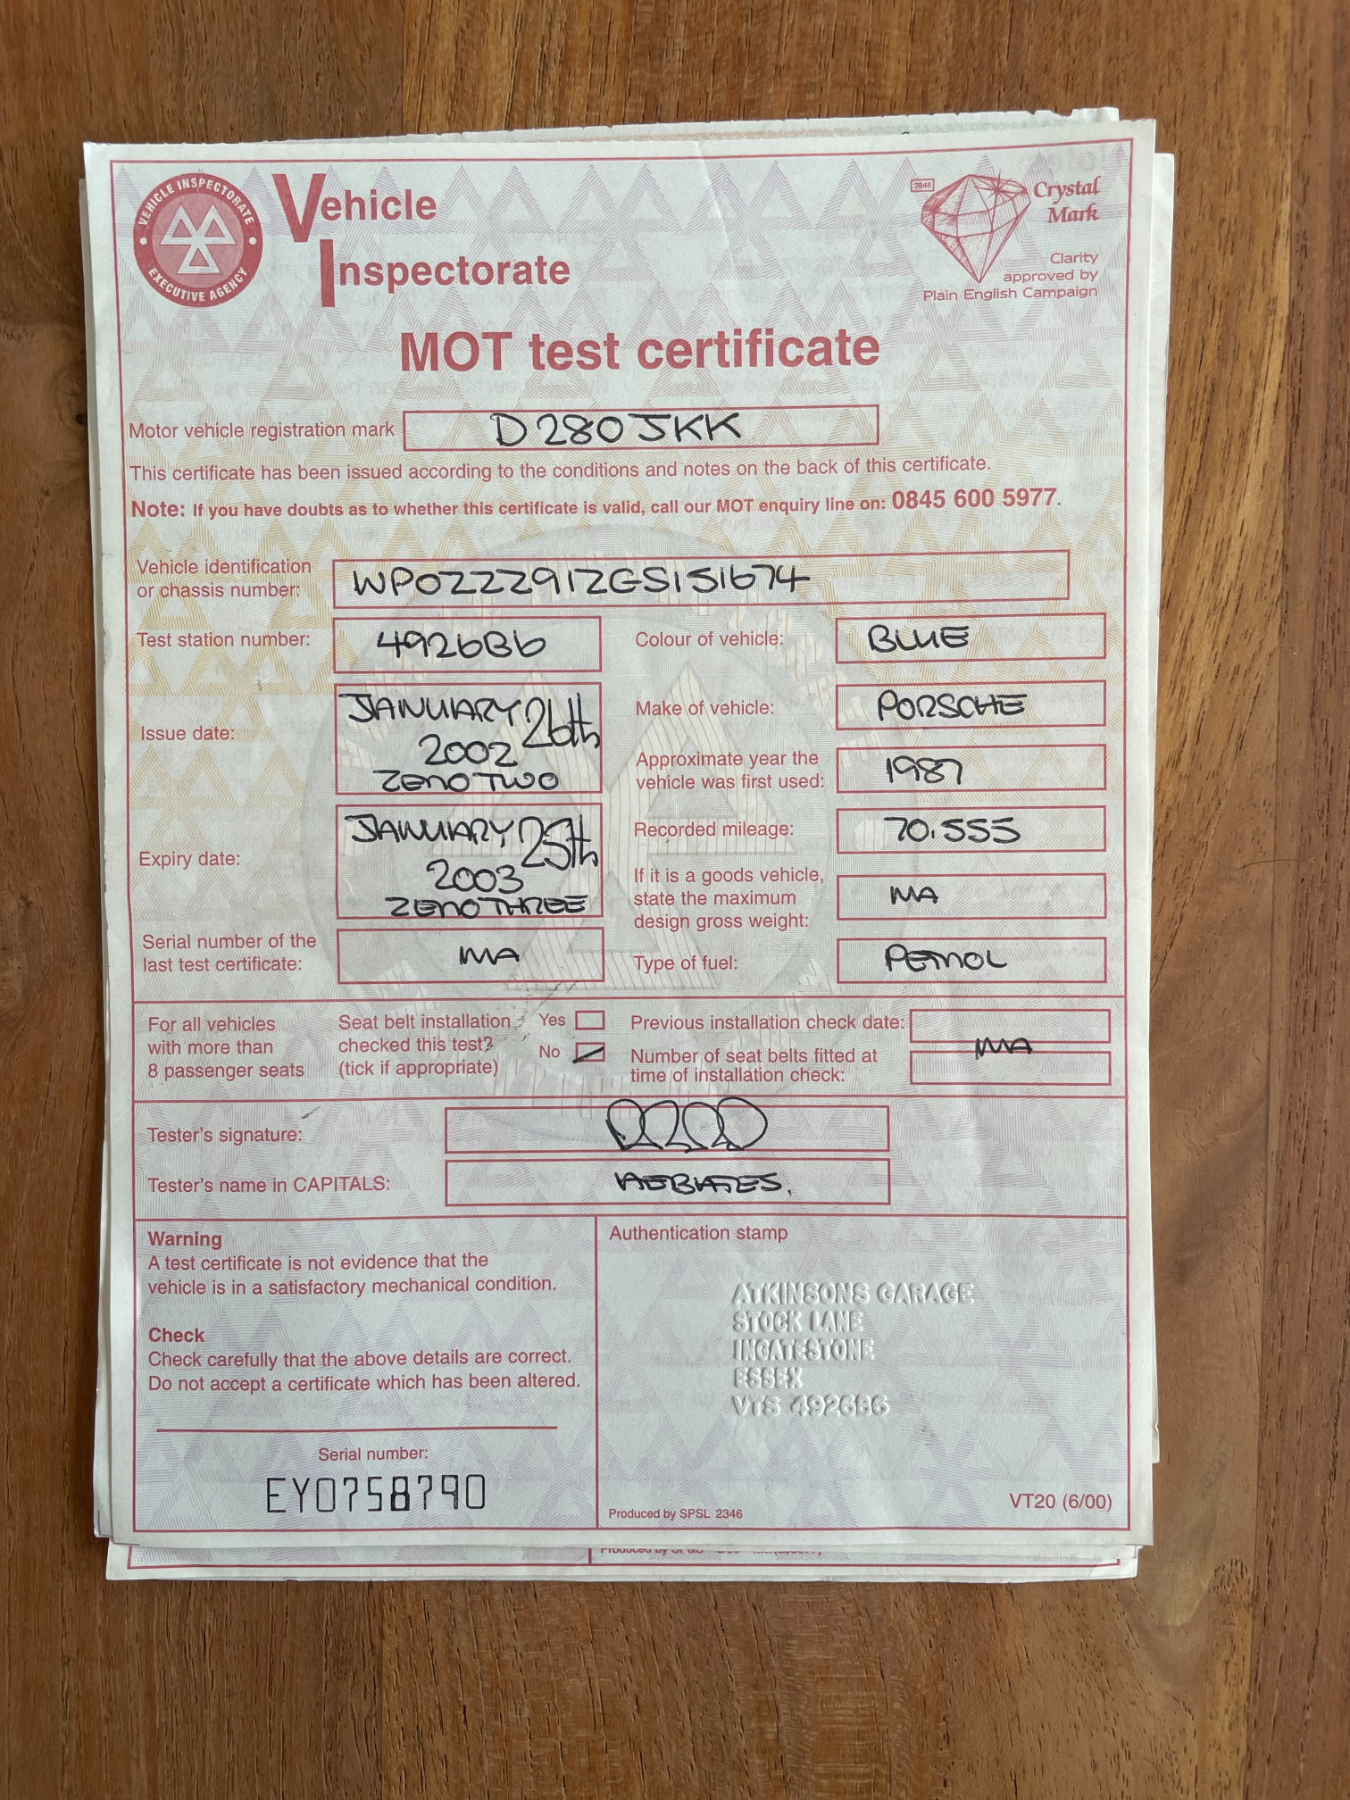 VEHICLE INSPECTORATE
EXECUTIVE AGENCY
Vehicle
Inspectorate
2848
Crystal
Mark
Clarity
approved by
Plain English Campaign
MOT test certificate
Motor vehicle registration mark D280JKK
This certificate has been issued according to the conditions and notes on the back of this certificate.
Note: If you have doubts as to whether this certificate is valid, call our MOT enquiry line on: 0845 600 5977.
Vehicle identification
or chassis number: WPOZZZ91ZGS151674
Test station number: 4926B6
Colour of vehicle: BLUE
Issue date: JANUARY 26th
2002
ZERO TWO
Make of vehicle: PORSCHE
Approximate year the
vehicle was first used: 1987
Expiry date: JANUARY 25th
2003
ZERO THREE
Recorded mileage: 70.555
If it is a goods vehicle,
state the maximum
design gross weight: NA
Serial number of the
last test certificate: NA
Type of fuel: PETROL
For all vehicles
with more than
8 passenger seats
Seat belt installation
checked this test?
(tick if appropriate)
Yes
No
Previous installation check date:
NA
Number of seat belts fitted at
time of installation check:
Tester's signature:
Tester's name in CAPITALS:
Warning
A test certificate is not evidence that the
vehicle is in a satisfactory mechanical condition.
Check
Check carefully that the above details are correct.
Do not accept a certificate which has been altered.
Serial number:
EY0758790
Authentication stamp
ATKINSONS GARAGE
STOCK LANE
INGATESTONE
ESSEX
VTS 4926B6
Produced by SPSL 2346
VT20 (6/00)